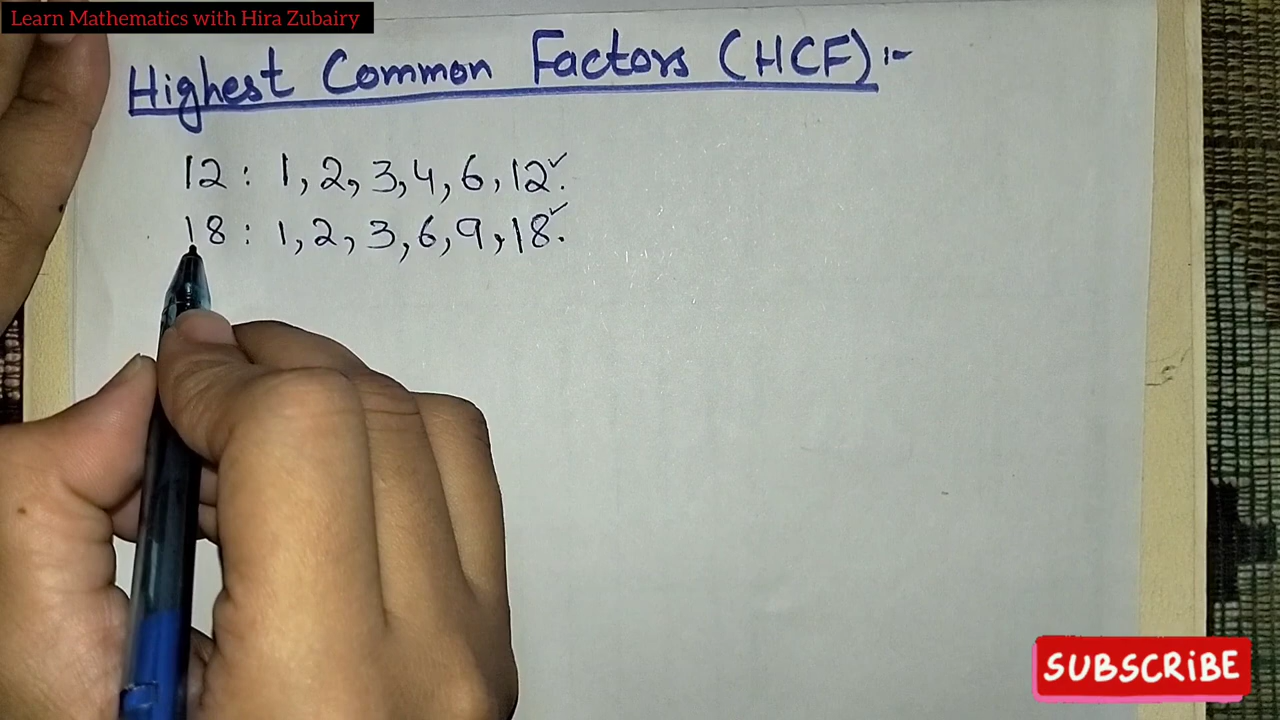 Learn Mathematics with Hira Zubairy
Highest Common Factors (HCF):-
12 : 1, 2, 3, 4, 6, 12.
18 : 1, 2, 3, 6, 9, 18.
SUBSCRiBE